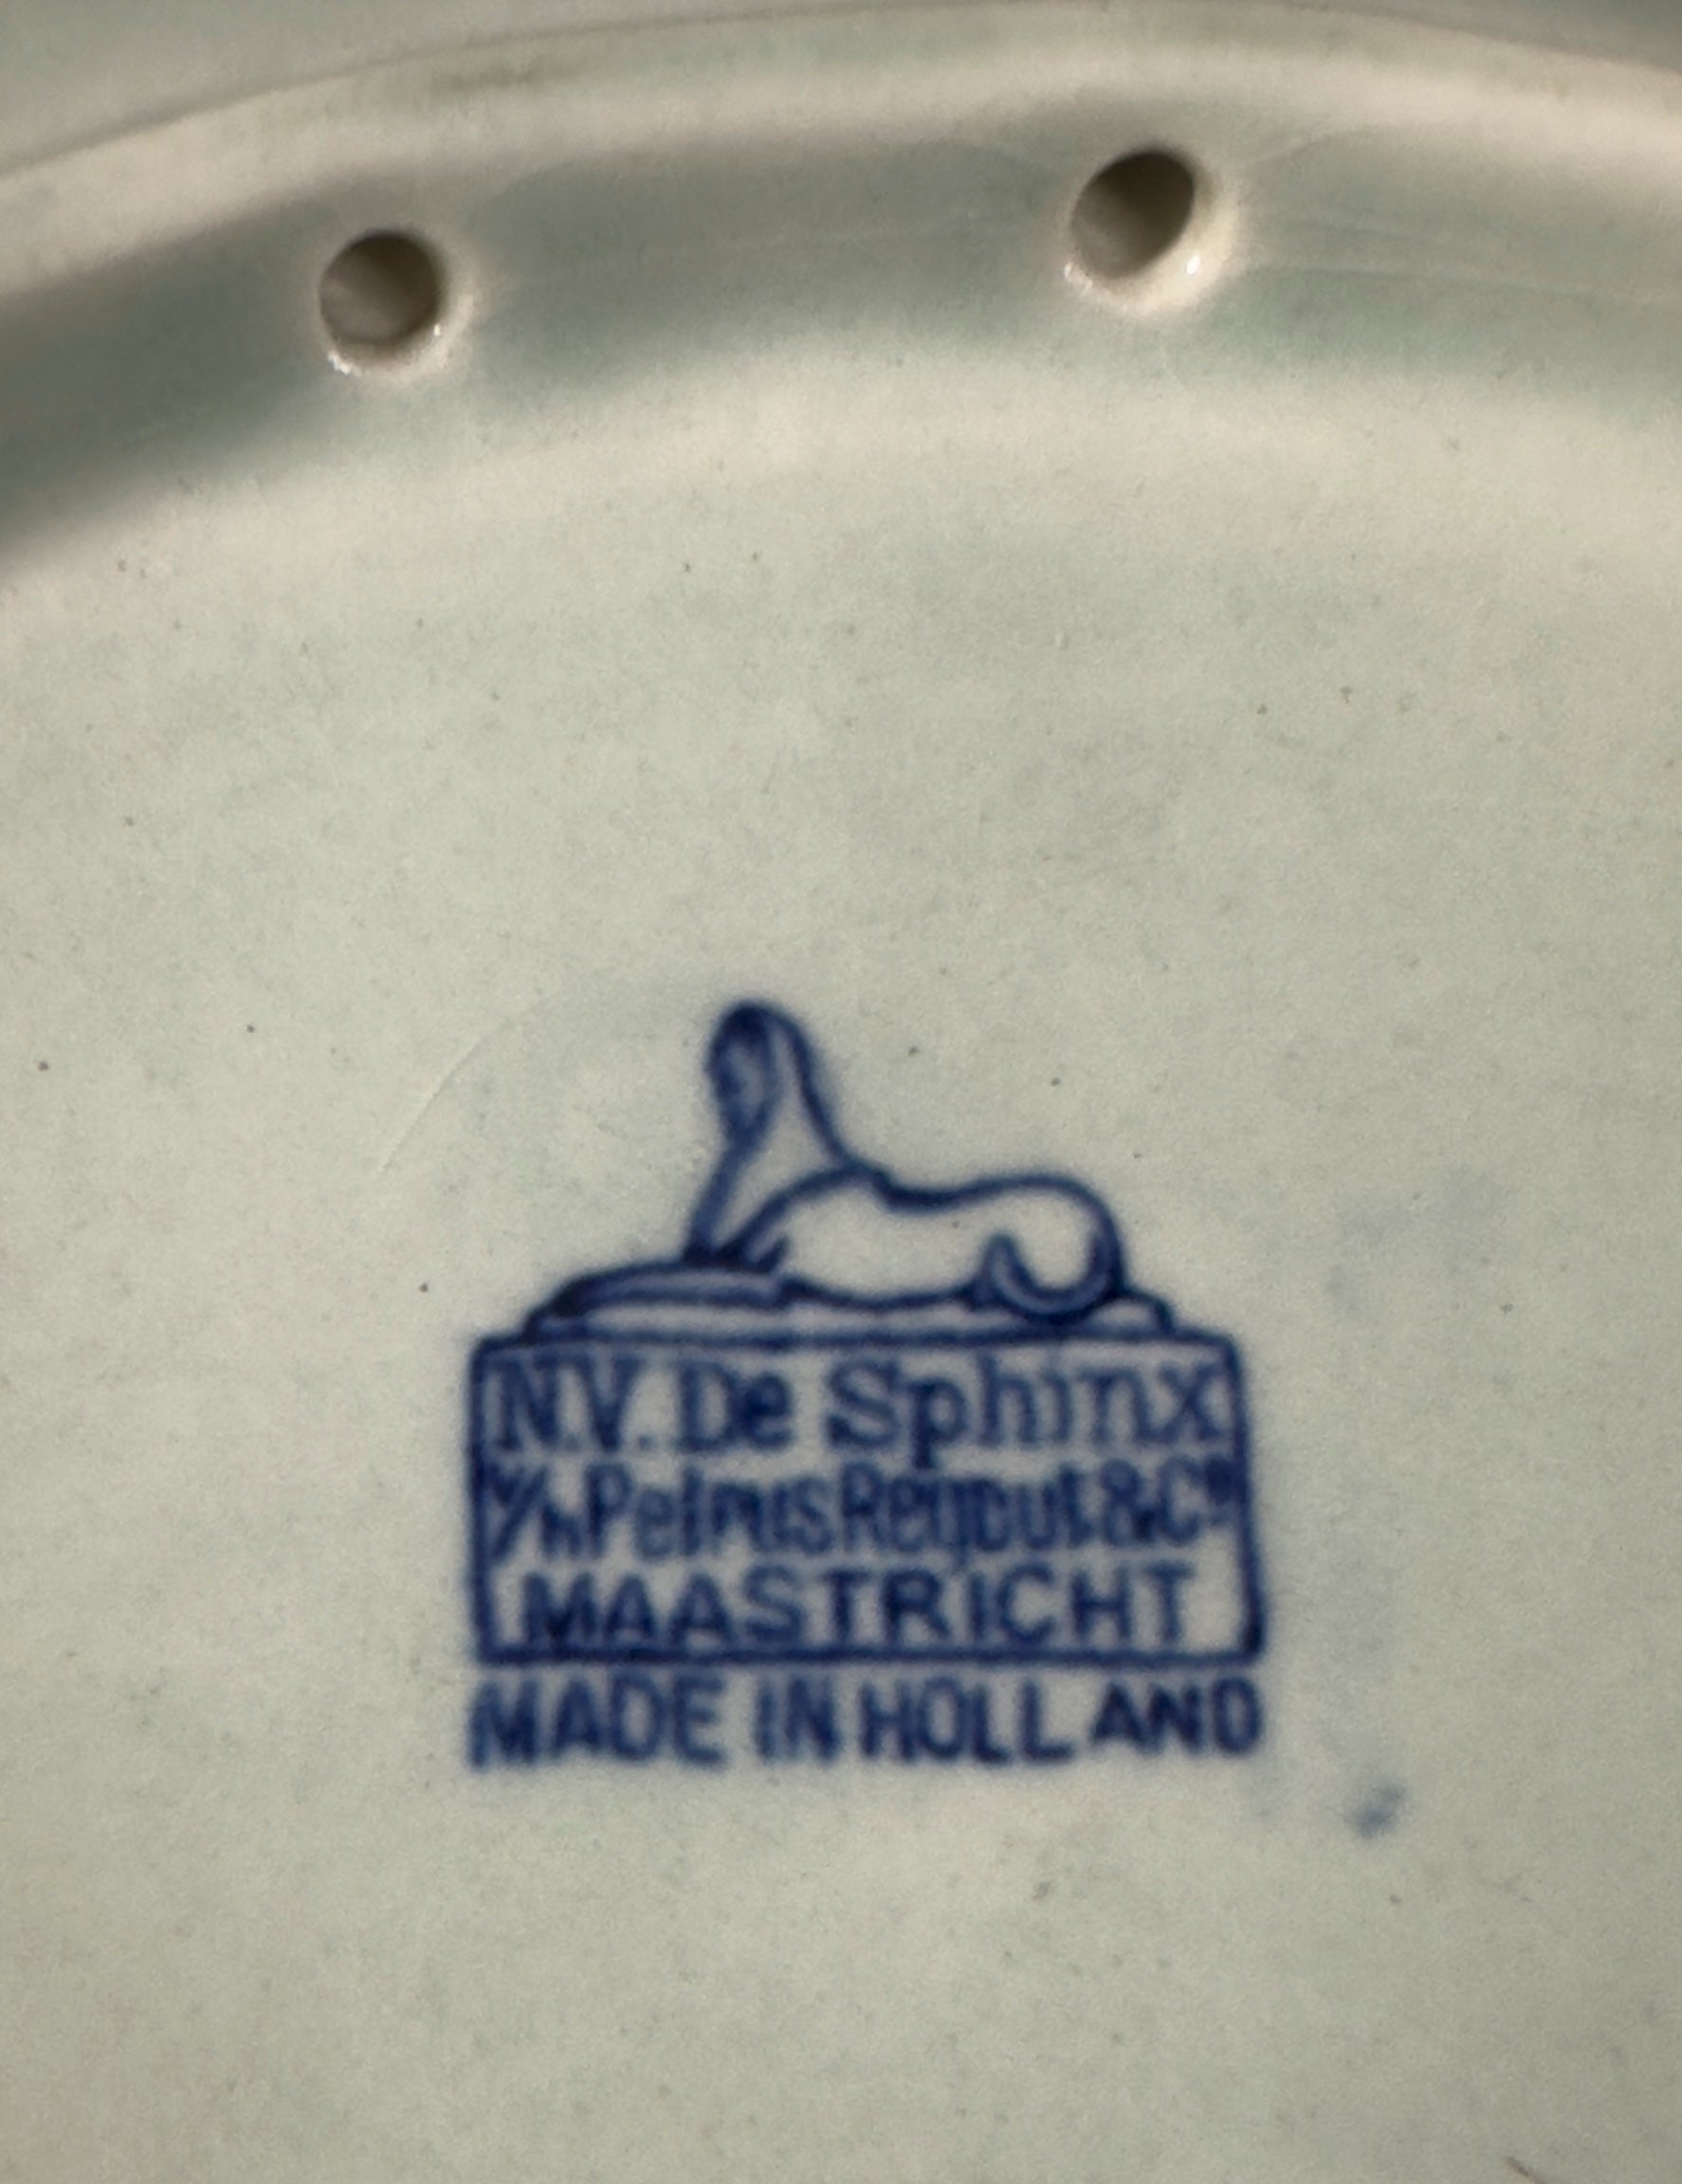 N.V. De Sphinx
V/h Petrus Regout & Co
MAASTRICHT
MADE IN HOLLAND